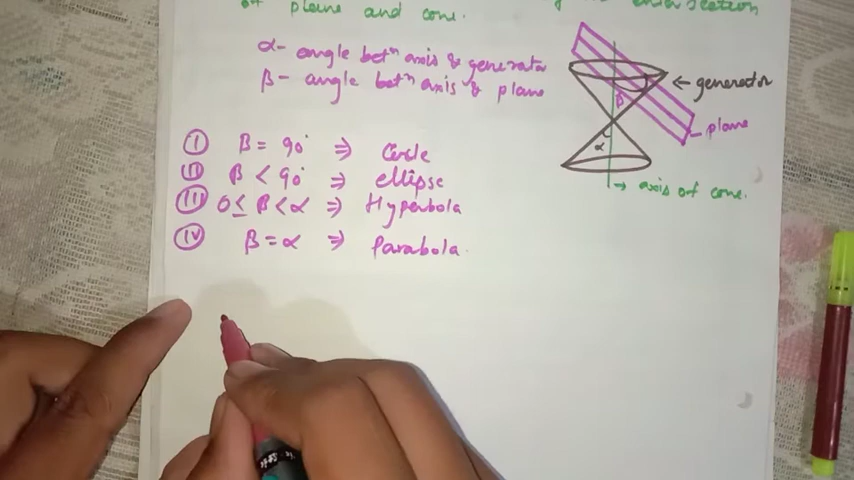 of plane and cone.
α- angle betⁿ axis & generator
β- angle betⁿ axis & plane
← generator
β
plane
α
→ axis of cone.
I β = 90° ⇒ Circle
II β < 90° ⇒ ellipse
III 0 ≤ β < α ⇒ Hyperbola
IV β = α ⇒ parabola.